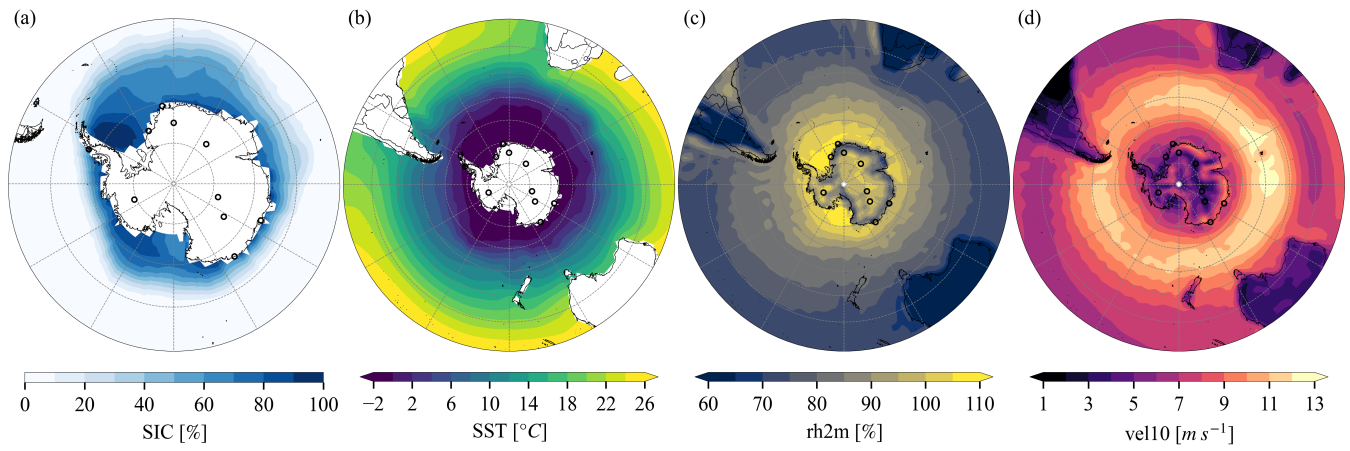 (a) (b) (c) (d)
0 20 40 60 80 100 −2 2 6 10 14 18 22 26 60 70 80 90 100 110 1 3 5 7 9 11 13
SIC [%] SST [°C] rh2m [%] vel10 [m s⁻¹]